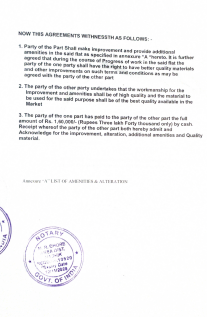 NOW THIS AGREEMENTS WITNESSSTH AS FOLLOWS: -
1. Party of the Part Shall make improvement and provide additional
amenities in the said flat as specified in annexure "A "hereto. It is further
agreed that during the course of Progress of work in the said flat the
party of the one party shall have the right to have better quality materials
and other improvements on such terms and conditions as may be
agreed with the party of the other part
2. The party of the other party undertakes that the workmanship for the
Improvement and amenities shall be of high quality and the material to
be used for the said purpose shall be of the best quality available in the
Market
3. The party of the one part has paid to the party of the other part the full
amount of Rs. 1,40,000/- (Rupees Three lakh Forty thousand only) by cash.
Receipt whereof the party of the other part both hereby admit and
Acknowledge for the improvement, alteration, additional amenities and Quality
material.
Annexure "A" LIST OF AMENITIES & ALTERATION
NOTARY
GOVT. OF INDIA